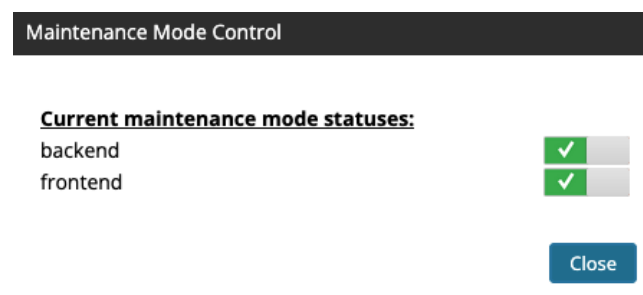 Maintenance Mode Control
Current maintenance mode statuses:
backend
frontend
Close